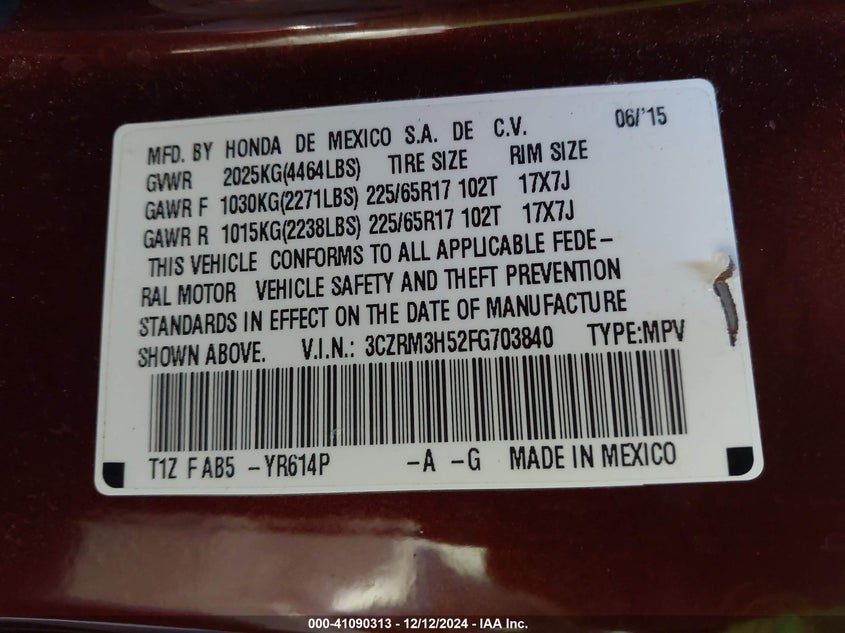 MFD. BY HONDA DE MEXICO S.A. DE C.V. 06/'15
GVWR 2025KG(4464LBS) TIRE SIZE RIM SIZE
GAWR F 1030KG(2271LBS) 225/65R17 102T 17X7J
GAWR R 1015KG(2238LBS) 225/65R17 102T 17X7J
THIS VEHICLE CONFORMS TO ALL APPLICABLE FEDE-
RAL MOTOR VEHICLE SAFETY AND THEFT PREVENTION
STANDARDS IN EFFECT ON THE DATE OF MANUFACTURE
SHOWN ABOVE. V.I.N.: 3CZRM3H52FG703840 TYPE:MPV
T1Z F AB5 -YR614P -A -G MADE IN MEXICO
000-41090313 - 12/12/2024 - IAA Inc.